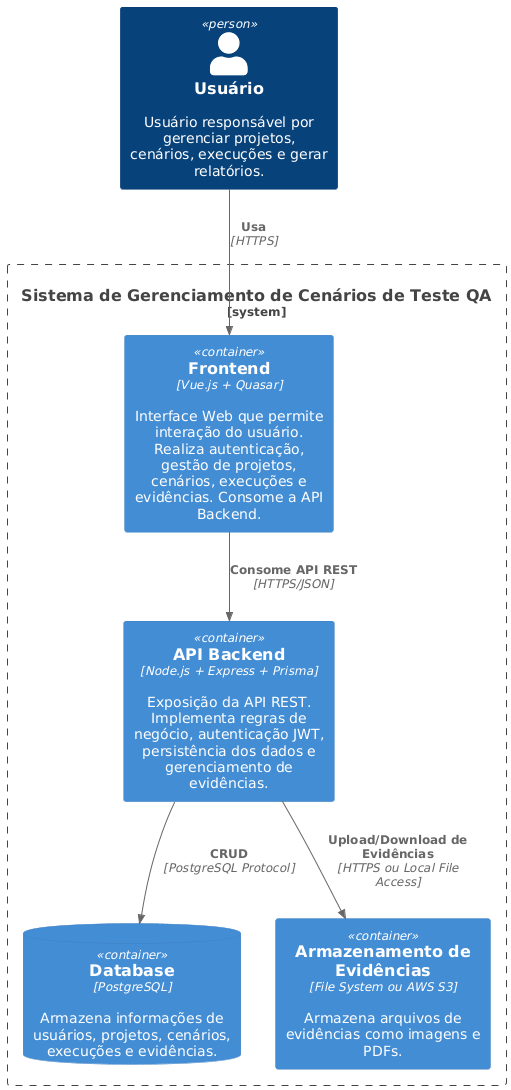 «person»
Usuário
Usuário responsável por
gerenciar projetos,
cenários, execuções e gerar
relatórios.
Usa
[HTTPS]
Sistema de Gerenciamento de Cenários de Teste QA
[system]
«container»
Frontend
[Vue.js + Quasar]
Interface Web que permite
interação do usuário.
Realiza autenticação,
gestão de projetos,
cenários, execuções e
evidências. Consome a API
Backend.
Consome API REST
[HTTPS/JSON]
«container»
API Backend
[Node.js + Express + Prisma]
Exposição da API REST.
Implementa regras de
negócio, autenticação JWT,
persistência dos dados e
gerenciamento de
evidências.
CRUD
[PostgreSQL Protocol]
Upload/Download de
Evidências
[HTTPS ou Local File
Access]
«container»
Database
[PostgreSQL]
Armazena informações de
usuários, projetos, cenários,
execuções e evidências.
«container»
Armazenamento de
Evidências
[File System ou AWS S3]
Armazena arquivos de
evidências como imagens e
PDFs.